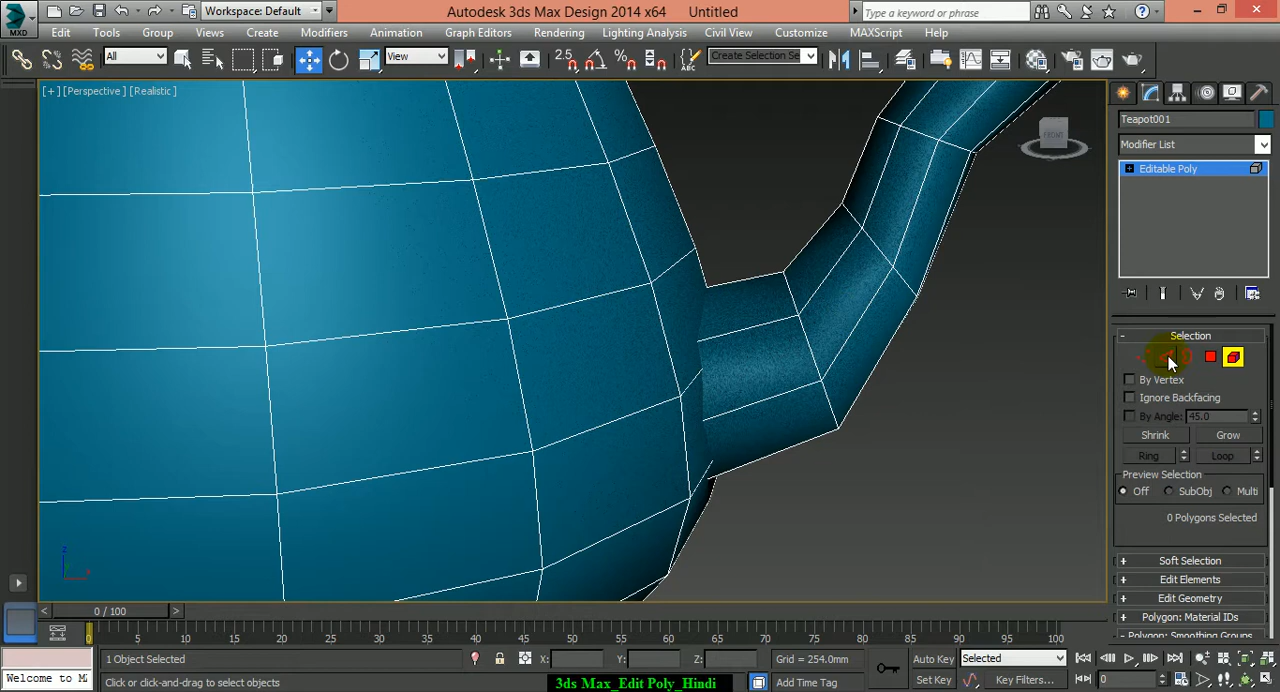 Workspace: Default
Autodesk 3ds Max Design 2014 x64
Untitled
Type a keyword or phrase
MXD
Edit
Tools
Group
Views
Create
Modifiers
Animation
Graph Editors
Rendering
Lighting Analysis
Civil View
Customize
MAXScript
Help
All
View
2.5
Create Selection Se
[+] [Perspective] [Realistic]
FRONT
Teapot001
Modifier List
Editable Poly
Selection
By Vertex
Ignore Backfacing
By Angle: 45.0
Shrink
Grow
Ring
Loop
Preview Selection
Off
SubObj
Multi
0 Polygons Selected
Soft Selection
Edit Elements
Edit Geometry
Polygon: Material IDs
Polygon: Smoothing Groups
z
x
< 0 / 100 >
0 5 10 15 20 25 30 35 40 45 50 55 60 65 70 75 80 85 90 95 100
1 Object Selected
X:
Y:
Z:
Grid = 254.0mm
Auto Key
Selected
Welcome to M
Click or click-and-drag to select objects
3ds Max_Edit Poly_Hindi
Add Time Tag
Set Key
Key Filters...
0